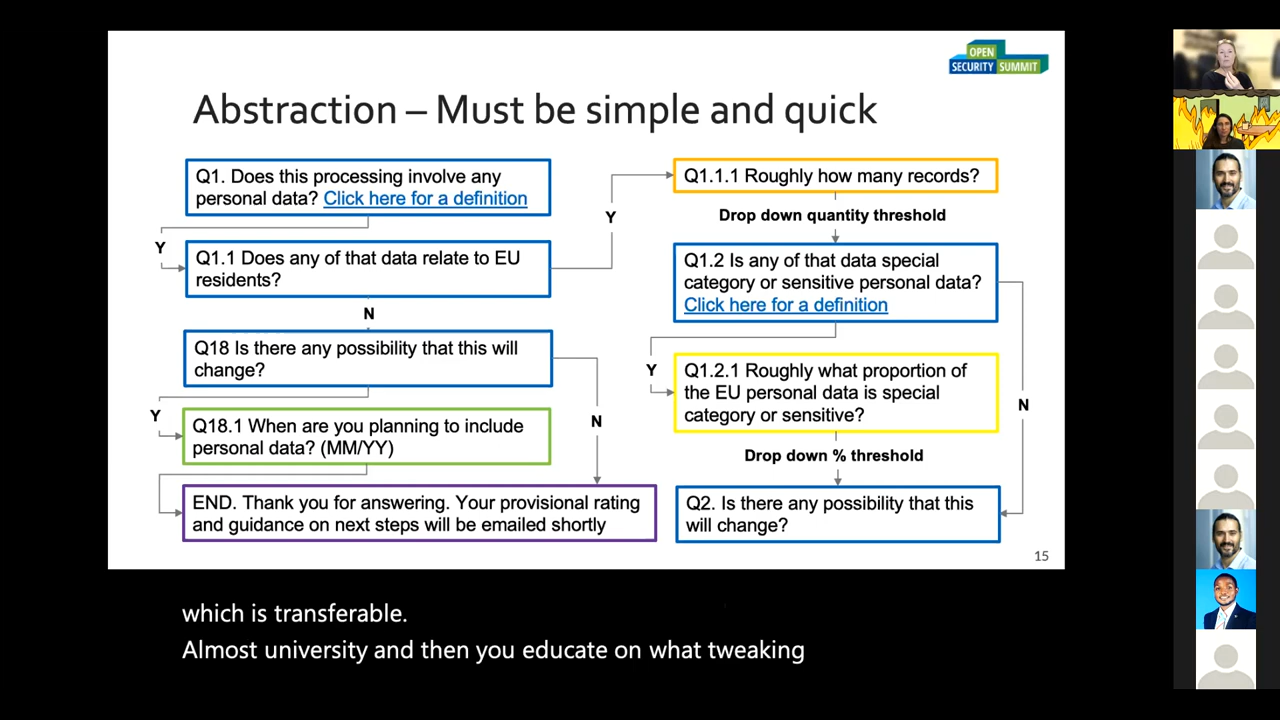 OPEN
SECURITY SUMMIT
Abstraction – Must be simple and quick
Q1. Does this processing involve any
personal data? Click here for a definition
Y
Q1.1 Does any of that data relate to EU
residents?
N
Q18 Is there any possibility that this will
change?
Y
N
Q18.1 When are you planning to include
personal data? (MM/YY)
END. Thank you for answering. Your provisional rating
and guidance on next steps will be emailed shortly
Y
Q1.1.1 Roughly how many records?
Drop down quantity threshold
Q1.2 Is any of that data special
category or sensitive personal data?
Click here for a definition
Y
N
Q1.2.1 Roughly what proportion of
the EU personal data is special
category or sensitive?
Drop down % threshold
Q2. Is there any possibility that this
will change?
15
which is transferable.
Almost university and then you educate on what tweaking